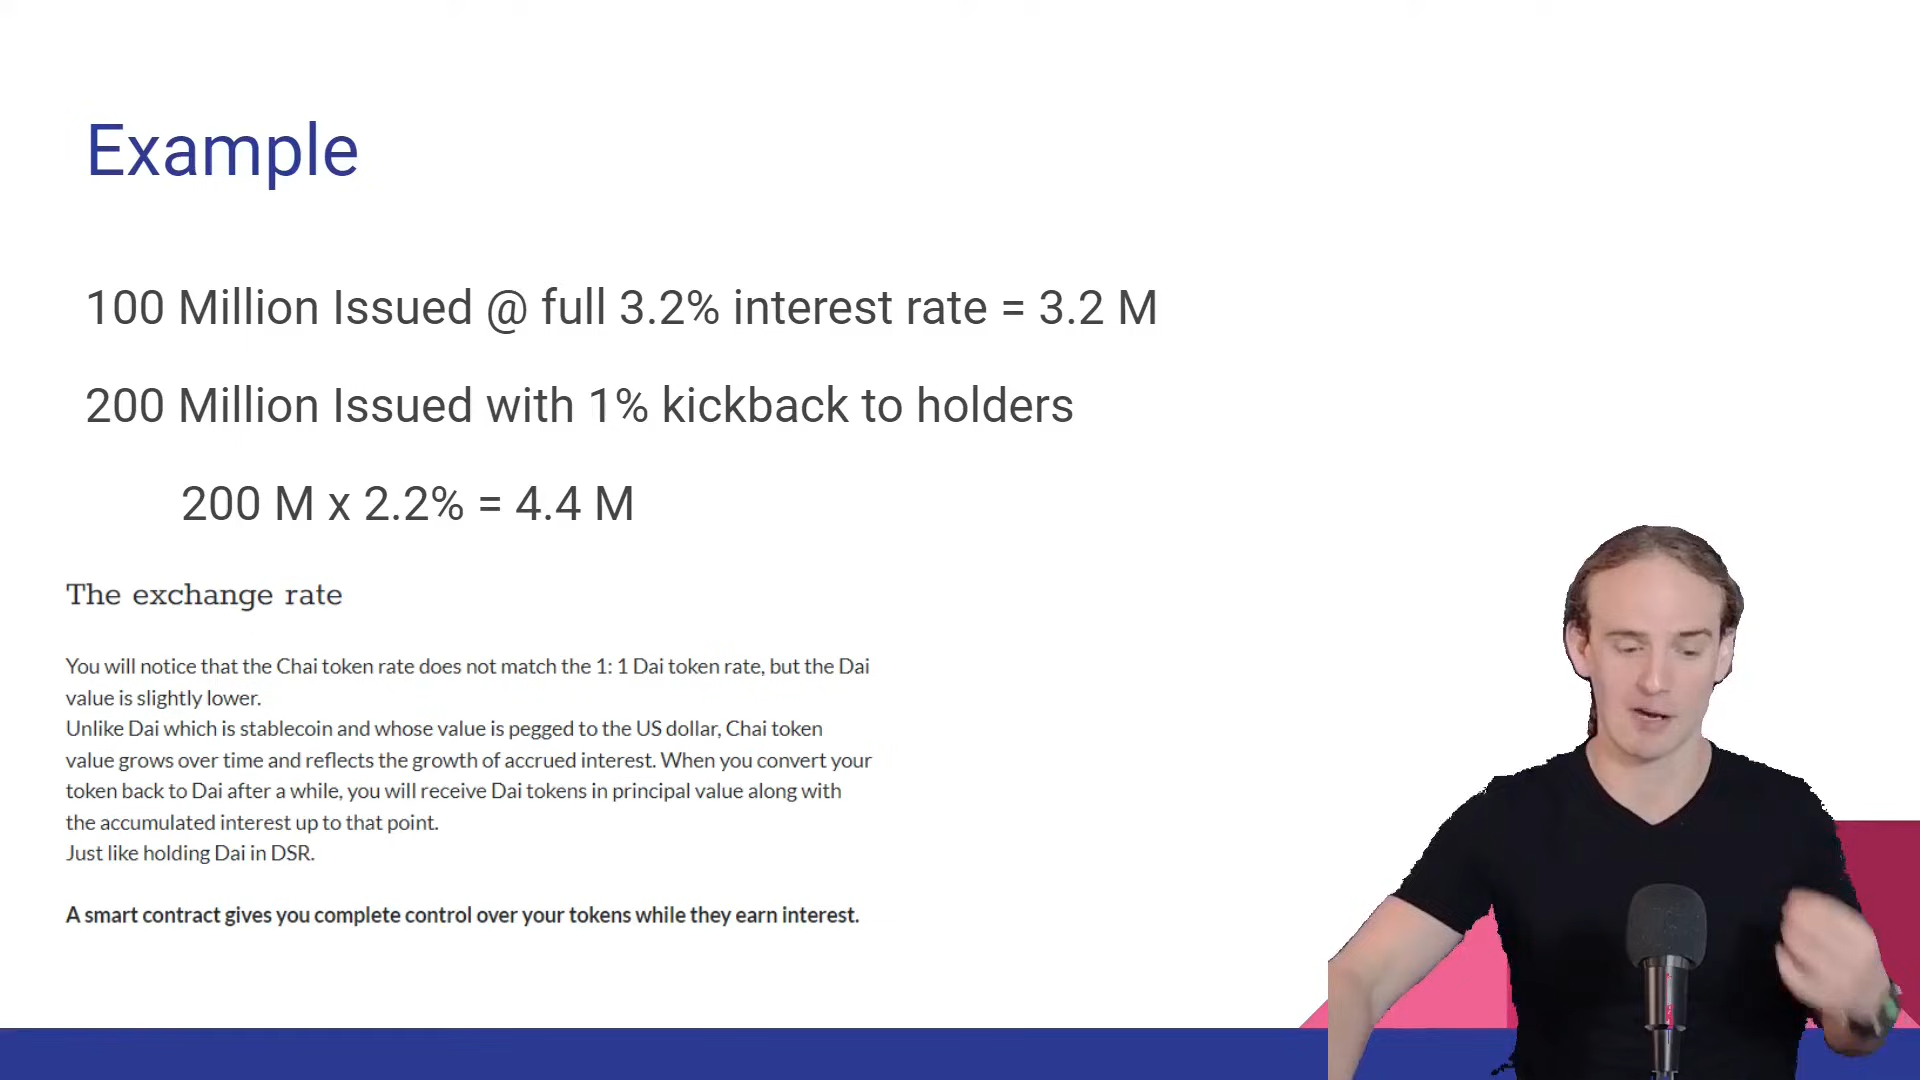 Example
100 Million Issued @ full 3.2% interest rate = 3.2 M
200 Million Issued with 1% kickback to holders
200 M x 2.2% = 4.4 M
The exchange rate
You will notice that the Chai token rate does not match the 1: 1 Dai token rate, but the Dai
value is slightly lower.
Unlike Dai which is stablecoin and whose value is pegged to the US dollar, Chai token
value grows over time and reflects the growth of accrued interest. When you convert your
token back to Dai after a while, you will receive Dai tokens in principal value along with
the accumulated interest up to that point.
Just like holding Dai in DSR.
A smart contract gives you complete control over your tokens while they earn interest.